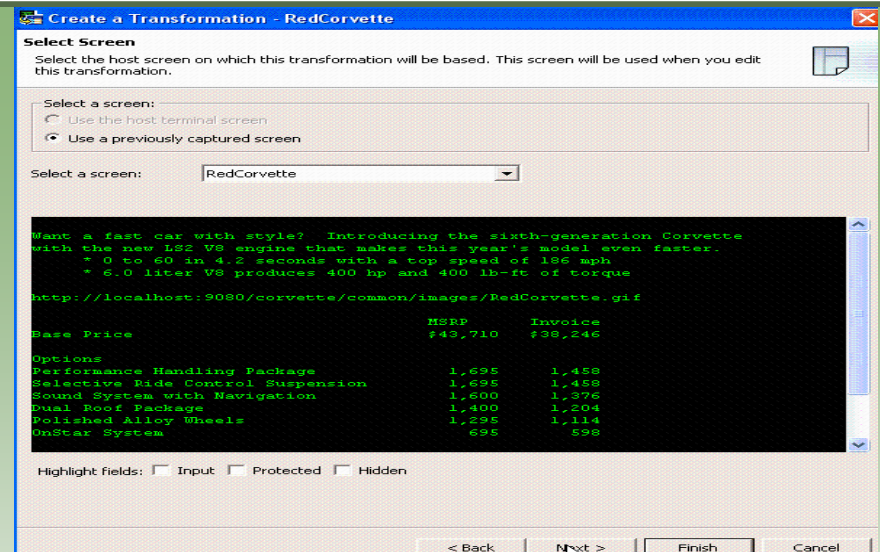 Create a Transformation - RedCorvette
Select Screen
Select the host screen on which this transformation will be based. This screen will be used when you edit
this transformation.
Select a screen:
Use the host terminal screen
Use a previously captured screen
Select a screen: RedCorvette
Want a fast car with style? Introducing the sixth-generation Corvette
with the new LS2 V8 engine that makes this year's model even faster.
* 0 to 60 in 4.2 seconds with a top speed of 186 mph
* 6.0 liter V8 produces 400 hp and 400 lb-ft of torque
http://localhost:9080/corvette/common/images/RedCorvette.gif
MSRP Invoice
Base Price $43,710 $38,246
Options
Performance Handling Package 1,695 1,458
Selective Ride Control Suspension 1,695 1,458
Sound System with Navigation 1,600 1,376
Dual Roof Package 1,400 1,204
Polished Alloy Wheels 1,295 1,114
OnStar System 695 598
Highlight fields: Input Protected Hidden
< Back Next > Finish Cancel